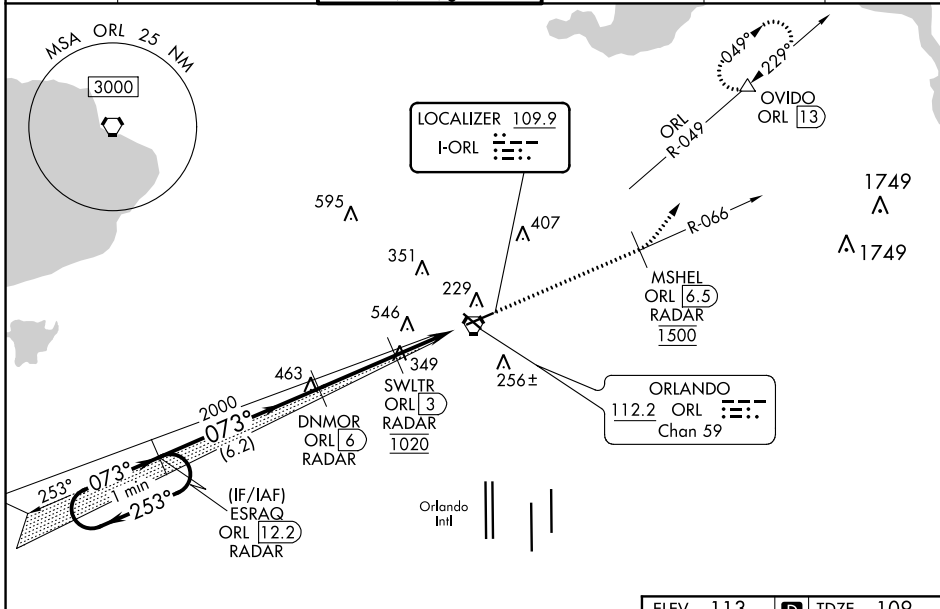 MSA ORL 25 NM
3000
049°
229°
OVIDO
ORL 13
ORL
R-049
LOCALIZER 109.9
I-ORL
1749
1749
595
407
R-066
351
MSHEL
ORL 6.5
RADAR
1500
229
546
349
463
256±
SWLTR
ORL 3
RADAR
1020
ORLANDO
112.2 ORL
Chan 59
DNMOR
ORL 6
RADAR
2000
073°
(6.2)
253°
073°
1 min
253°
(IF/IAF)
ESRAQ
ORL 12.2
RADAR
Orlando
Intl
ELEV 113 D TDZE 109